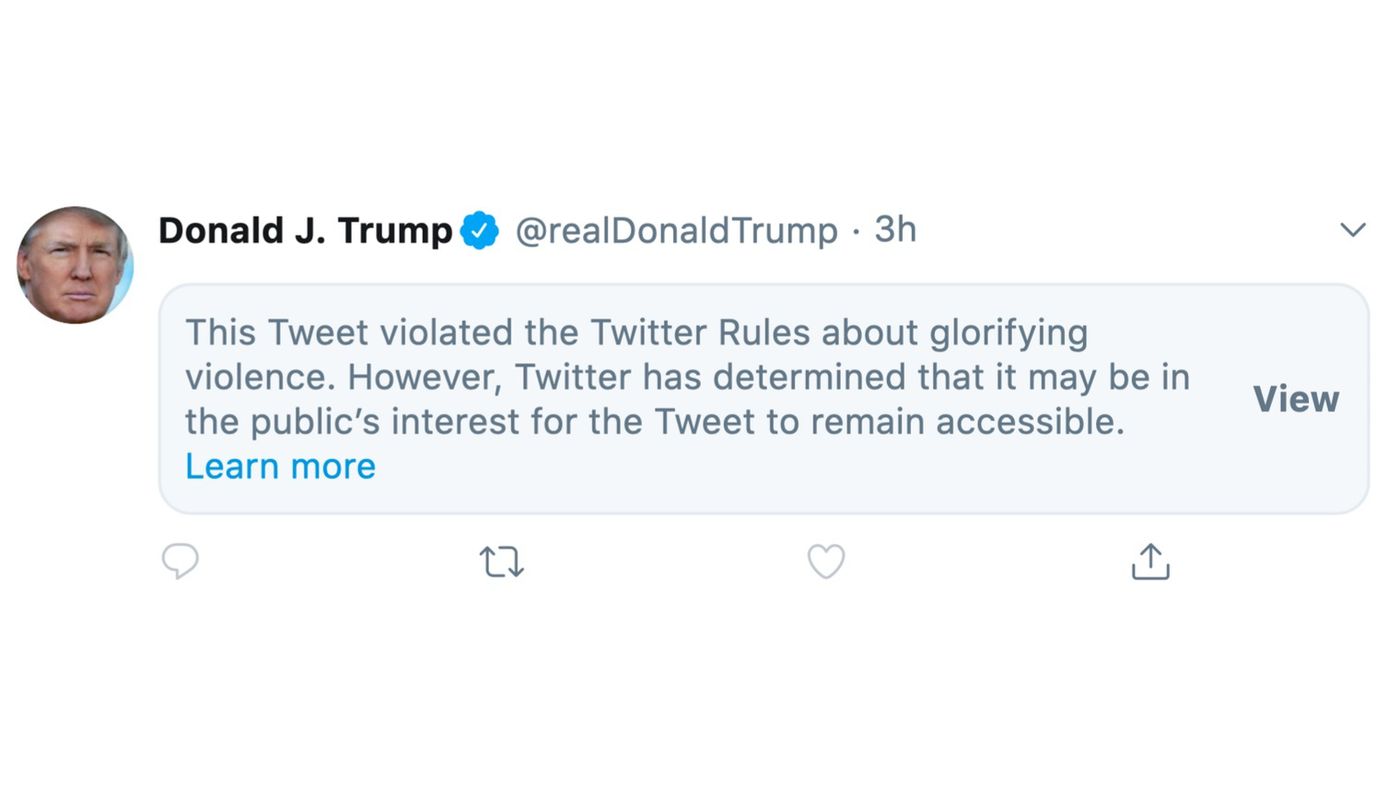 Donald J. Trump @realDonaldTrump · 3h
This Tweet violated the Twitter Rules about glorifying
violence. However, Twitter has determined that it may be in
the public’s interest for the Tweet to remain accessible.
Learn more
View